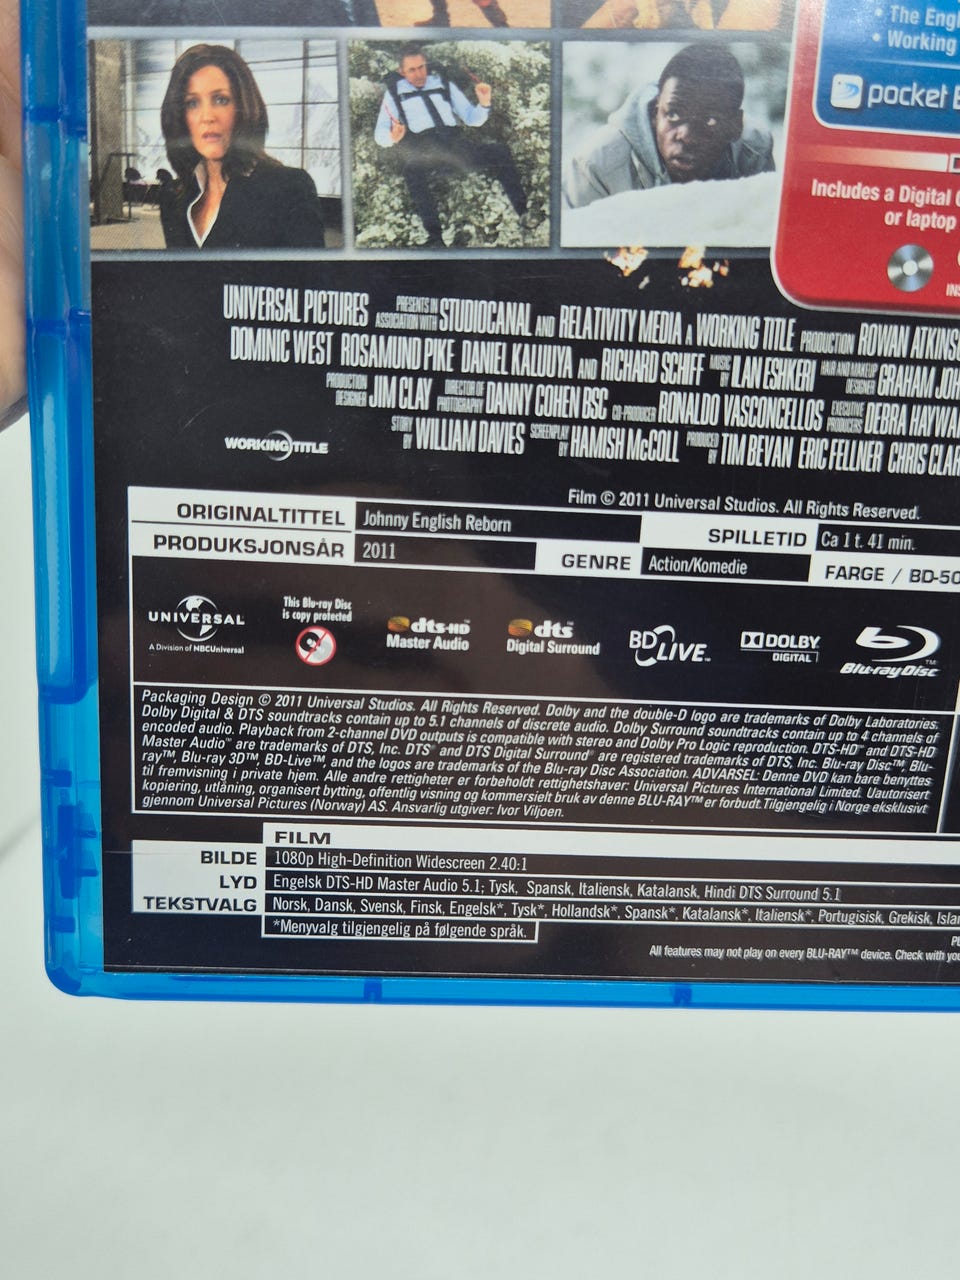 • The Engl
• Working
pocket B
Includes a Digital C
or laptop
INS
UNIVERSAL PICTURES PRESENTS IN ASSOCIATION WITH STUDIOCANAL AND RELATIVITY MEDIA A WORKING TITLE PRODUCTION ROWAN ATKINSO
DOMINIC WEST ROSAMUND PIKE DANIEL KALUUYA AND RICHARD SCHIFF MUSIC BY ILAN ESHKERI HAIR AND MAKEUP DESIGNER GRAHAM JOH
PRODUCTION DESIGNER JIM CLAY DIRECTOR OF PHOTOGRAPHY DANNY COHEN BSC CO-PRODUCER RONALDO VASCONCELLOS EXECUTIVE PRODUCERS DEBRA HAYWA
STORY BY WILLIAM DAVIES SCREENPLAY BY HAMISH McCOLL PRODUCED BY TIM BEVAN ERIC FELLNER CHRIS CLAR
WORKING TITLE
Film © 2011 Universal Studios. All Rights Reserved.
ORIGINALTITTEL Johnny English Reborn SPILLETID Ca 1 t. 41 min.
PRODUKSJONSÅR 2011 GENRE Action/Komedie FARGE / BD-50
UNIVERSAL
A Division of NBCUniversal
This Blu-ray Disc
is copy protected
dts-HD
Master Audio
dts
Digital Surround
BD LIVE™
DOLBY
DIGITAL
Blu-ray Disc™
Packaging Design © 2011 Universal Studios. All Rights Reserved. Dolby and the double-D logo are trademarks of Dolby Laboratories.
Dolby Digital & DTS soundtracks contain up to 5.1 channels of discrete audio. Dolby Surround soundtracks contain up to 4 channels of
encoded audio. Playback from 2-channel DVD outputs is compatible with stereo and Dolby Pro Logic reproduction. DTS-HD™ and DTS-HD
Master Audio™ are trademarks of DTS, Inc. DTS® and DTS Digital Surround® are registered trademarks of DTS, Inc. Blu-ray Disc™, Blu-
ray™, Blu-ray 3D™, BD-Live™, and the logos are trademarks of the Blu-ray Disc Association. ADVARSEL: Denne DVD kan bare benyttes
til fremvisning i private hjem. Alle andre rettigheter er forbeholdt rettighetshaver: Universal Pictures International Limited. Uautorisert
kopiering, utlåning, organisert bytting, offentlig visning og kommersielt bruk av denne BLU-RAY™ er forbudt. Tilgjengelig i Norge eksklusivt
gjennom Universal Pictures (Norway) AS. Ansvarlig utgiver: Ivor Viljoen.
FILM
BILDE 1080p High-Definition Widescreen 2.40:1
LYD Engelsk DTS-HD Master Audio 5.1; Tysk, Spansk, Italiensk, Katalansk, Hindi DTS Surround 5.1
TEKSTVALG Norsk, Dansk, Svensk, Finsk, Engelsk*, Tysk*, Hollandsk*, Spansk*, Katalansk*, Italiensk*, Portugisisk, Gresk, Islan
*Menyvalg tilgjengelig på følgende språk.
All features may not play on every BLU-RAY™ device. Check with you